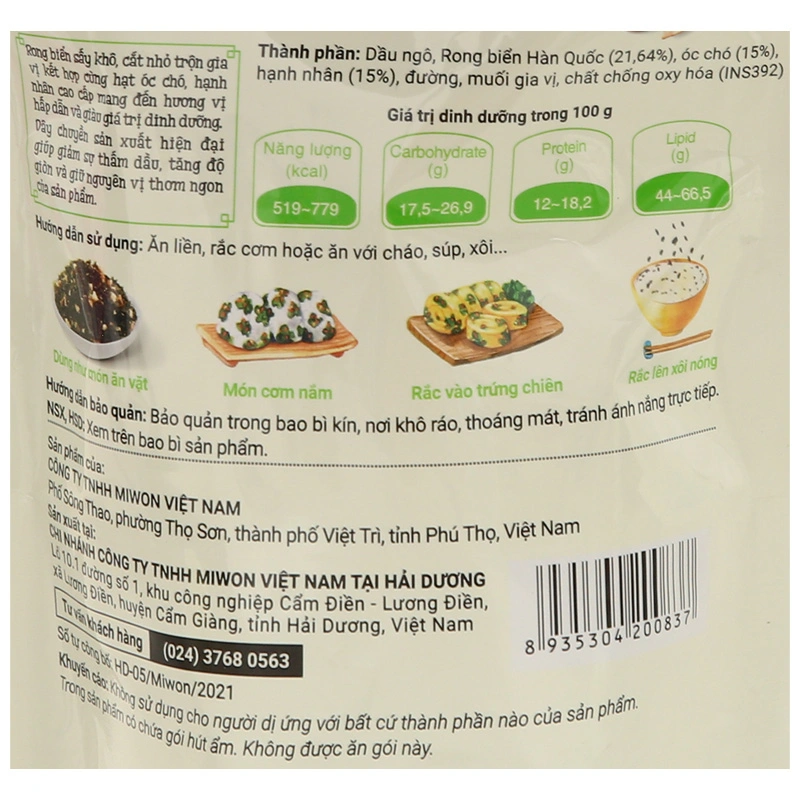 Rong biển sấy khô, cắt nhỏ trộn gia
vị kết hợp cùng hạt óc chó, hạnh
nhân cao cấp mang đến hương vị
hấp dẫn và giàu giá trị dinh dưỡng.
Dây chuyền sản xuất hiện đại
giúp giảm sự thấm dầu, tăng độ
giòn và giữ nguyên vị thơm ngon
của sản phẩm.
Thành phần: Dầu ngô, Rong biển Hàn Quốc (21,64%), óc chó (15%),
hạnh nhân (15%), đường, muối gia vị, chất chống oxy hóa (INS392)
Giá trị dinh dưỡng trong 100 g
Năng lượng
(kcal)
519~779
Carbohydrate
(g)
17,5~26,9
Protein
(g)
12~18,2
Lipid
(g)
44~66,5
Hướng dẫn sử dụng: Ăn liền, rắc cơm hoặc ăn với cháo, súp, xôi...
Dùng như món ăn vặt
Món cơm nắm
Rắc vào trứng chiên
Rắc lên xôi nóng
Hướng dẫn bảo quản: Bảo quản trong bao bì kín, nơi khô ráo, thoáng mát, tránh ánh nắng trực tiếp.
NSX, HSD: Xem trên bao bì sản phẩm.
Sản phẩm của:
CÔNG TY TNHH MIWON VIỆT NAM
Phố Sông Thao, phường Thọ Sơn, thành phố Việt Trì, tỉnh Phú Thọ, Việt Nam
Sản xuất tại:
CHI NHÁNH CÔNG TY TNHH MIWON VIỆT NAM TẠI HẢI DƯƠNG
Lô 10.1 đường số 1, khu công nghiệp Cẩm Điền - Lương Điền,
xã Lương Điền, huyện Cẩm Giàng, tỉnh Hải Dương, Việt Nam
Tư vấn khách hàng (024) 3768 0563
Số tự công bố: HD-05/Miwon/2021
Khuyến cáo: Không sử dụng cho người dị ứng với bất cứ thành phần nào của sản phẩm.
Trong sản phẩm có chứa gói hút ẩm. Không được ăn gói này.
8 935304 200837